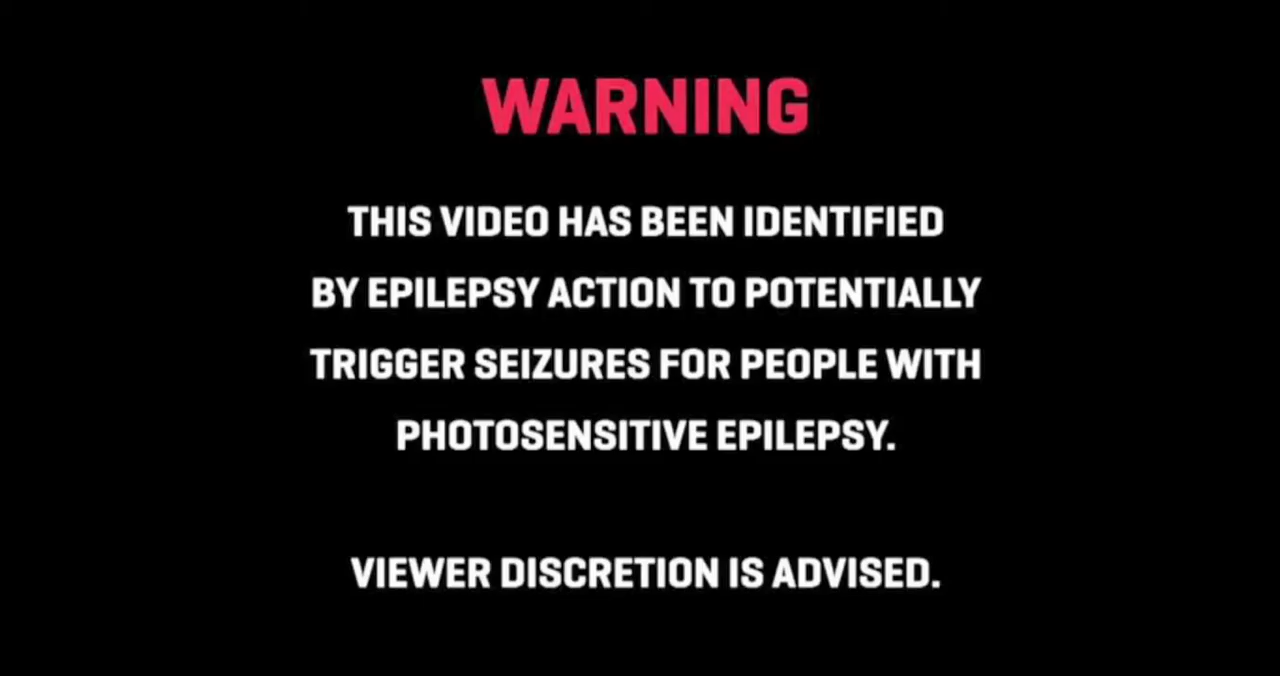 WARNING
THIS VIDEO HAS BEEN IDENTIFIED
BY EPILEPSY ACTION TO POTENTIALLY
TRIGGER SEIZURES FOR PEOPLE WITH
PHOTOSENSITIVE EPILEPSY.
VIEWER DISCRETION IS ADVISED.